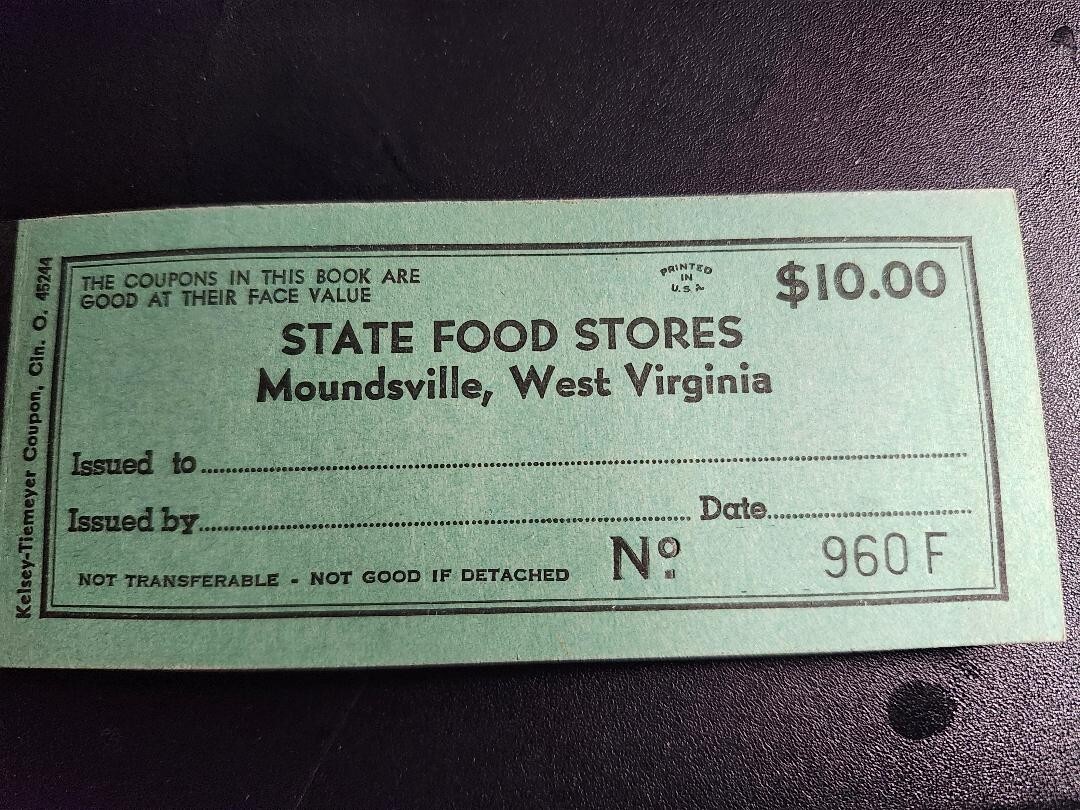 THE COUPONS IN THIS BOOK ARE
GOOD AT THEIR FACE VALUE
PRINTED
IN
U.S.A.
$10.00
STATE FOOD STORES
Moundsville, West Virginia
Issued to
Issued by Date
NOT TRANSFERABLE - NOT GOOD IF DETACHED
Nº 960 F
Kelsey-Tiemeyer Coupon, Cin. O. 45244